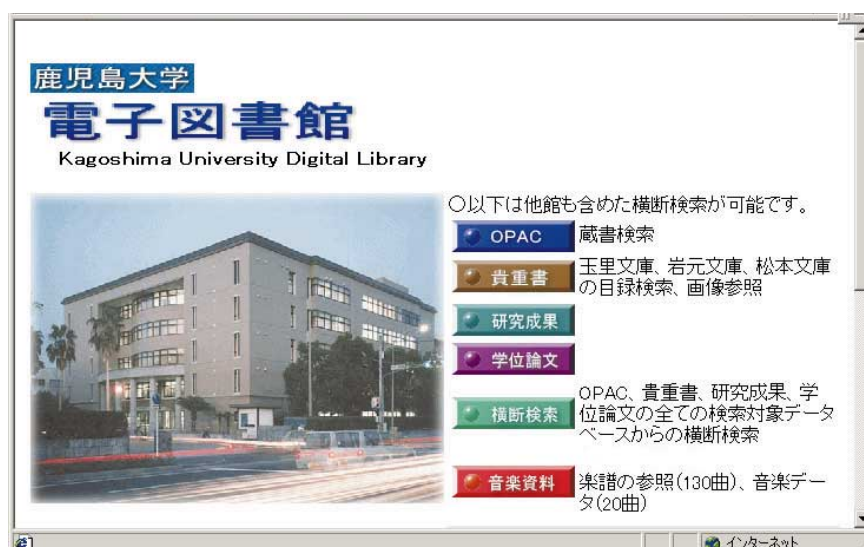 鹿児島大学
電子図書館
Kagoshima University Digital Library
○以下は他館も含めた横断検索が可能です。
OPAC 蔵書検索
貴重書 玉里文庫、岩元文庫、松本文庫
の目録検索、画像参照
研究成果
学位論文
横断検索 OPAC、貴重書、研究成果、学
位論文の全ての検索対象データ
ベースからの横断検索
音楽資料 楽譜の参照(130曲)、音楽デー
タ(20曲)
インターネット